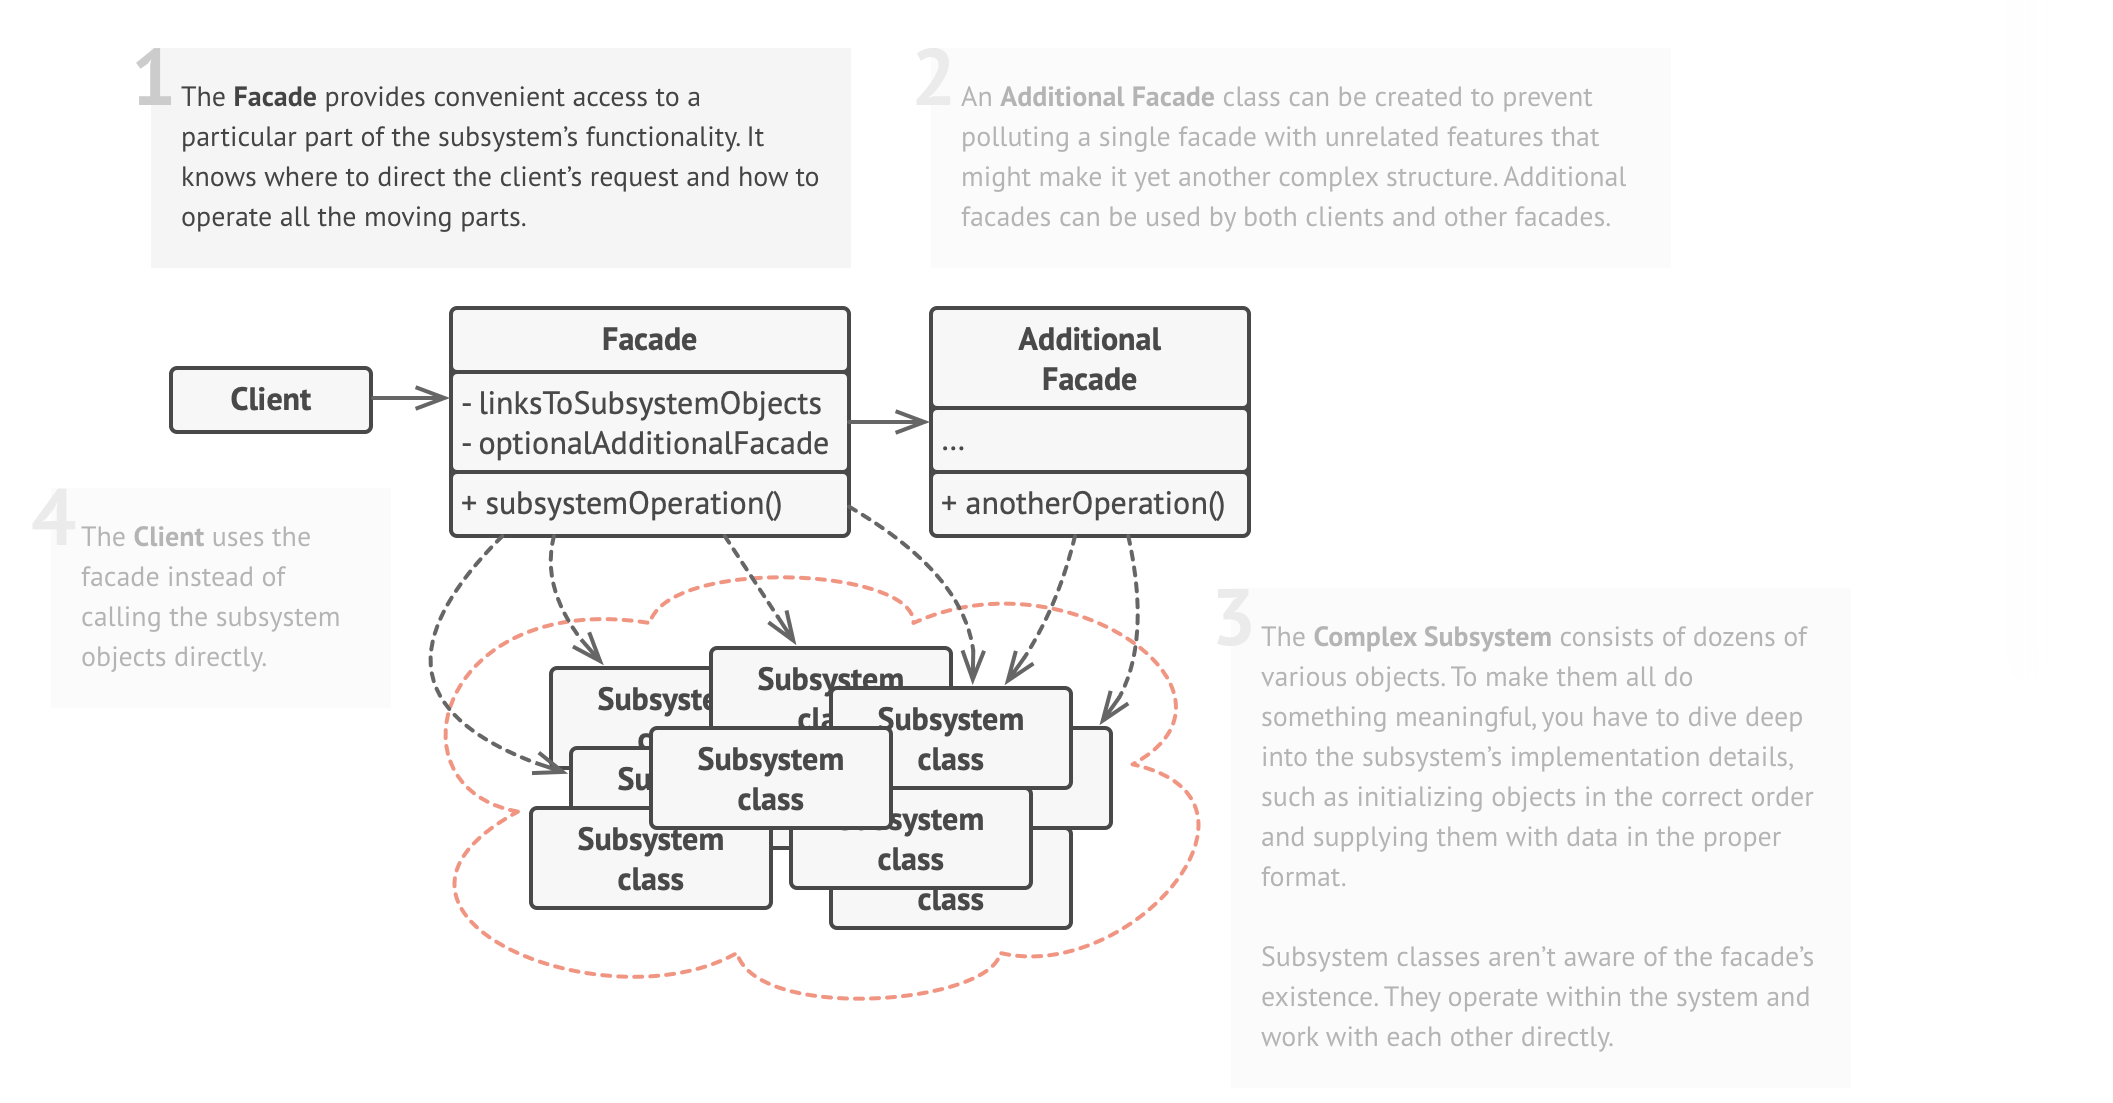 1
The Facade provides convenient access to a
particular part of the subsystem’s functionality. It
knows where to direct the client’s request and how to
operate all the moving parts.
2
An Additional Facade class can be created to prevent
polluting a single facade with unrelated features that
might make it yet another complex structure. Additional
facades can be used by both clients and other facades.
Client
Facade
- linksToSubsystemObjects
- optionalAdditionalFacade
+ subsystemOperation()
Additional
Facade
...
+ anotherOperation()
4
The Client uses the
facade instead of
calling the subsystem
objects directly.
Subsystem
Subsystem
class
Subsystem
class
Subsystem
class
class
class
3
The Complex Subsystem consists of dozens of
various objects. To make them all do
something meaningful, you have to dive deep
into the subsystem’s implementation details,
such as initializing objects in the correct order
and supplying them with data in the proper
format.
Subsystem classes aren’t aware of the facade’s
existence. They operate within the system and
work with each other directly.